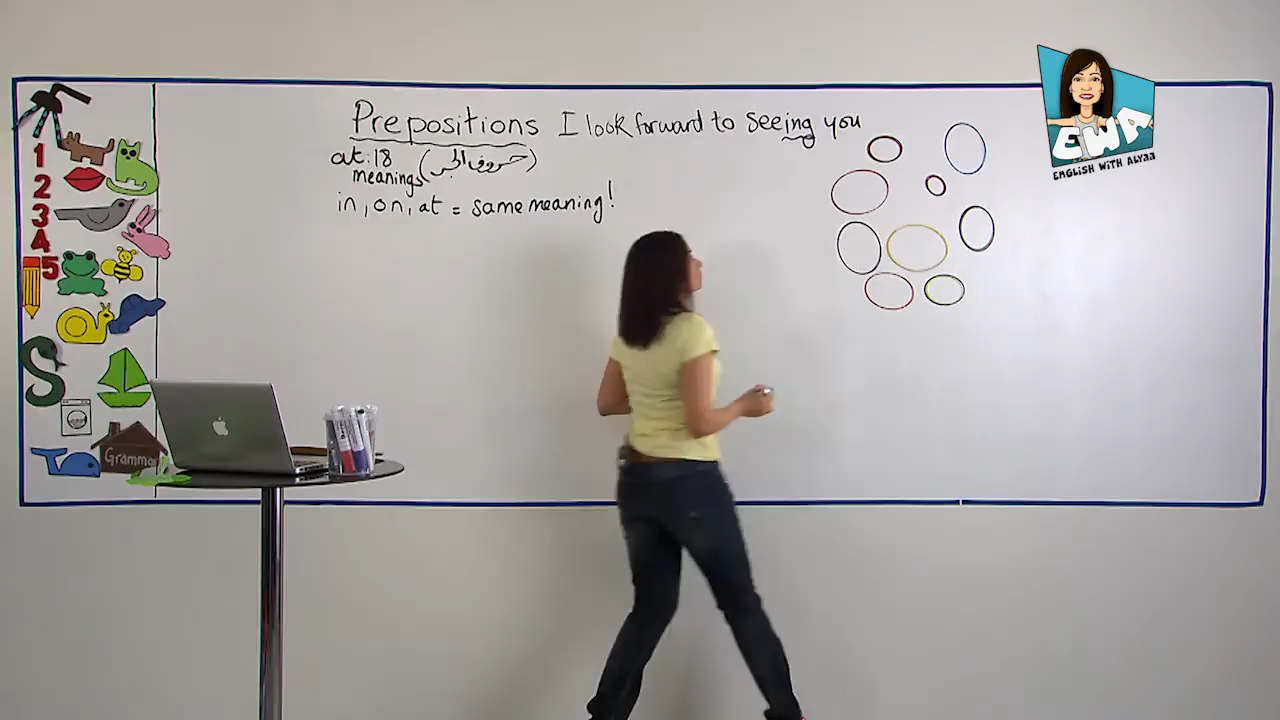 Prepositions I look forward to seeing you
at: 18 (حروف الجر)
meanings
in, on, at = same meaning!
1
2
3
4
5
Grammar
EWA
ENGLISH WITH ALYAA